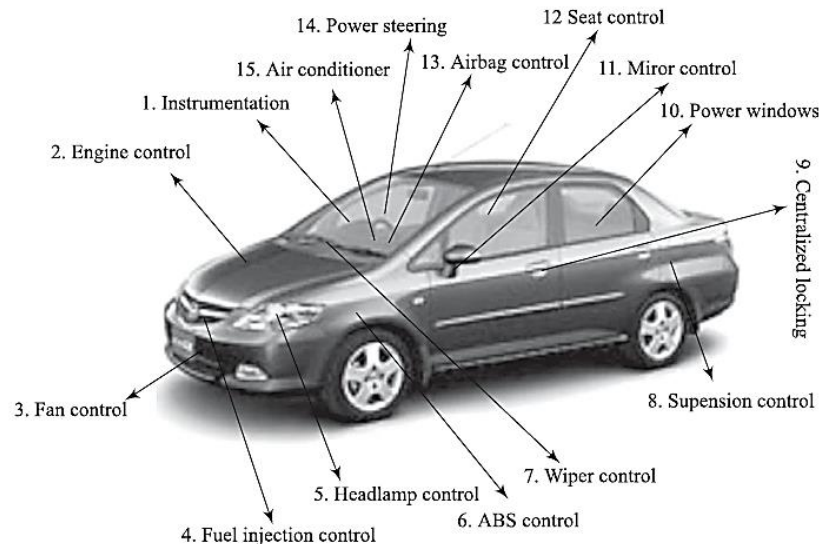 14. Power steering
12 Seat control
15. Air conditioner
13. Airbag control
11. Miror control
1. Instrumentation
10. Power windows
2. Engine control
9. Centralized locking
3. Fan control
8. Supension control
7. Wiper control
5. Headlamp control
6. ABS control
4. Fuel injection control